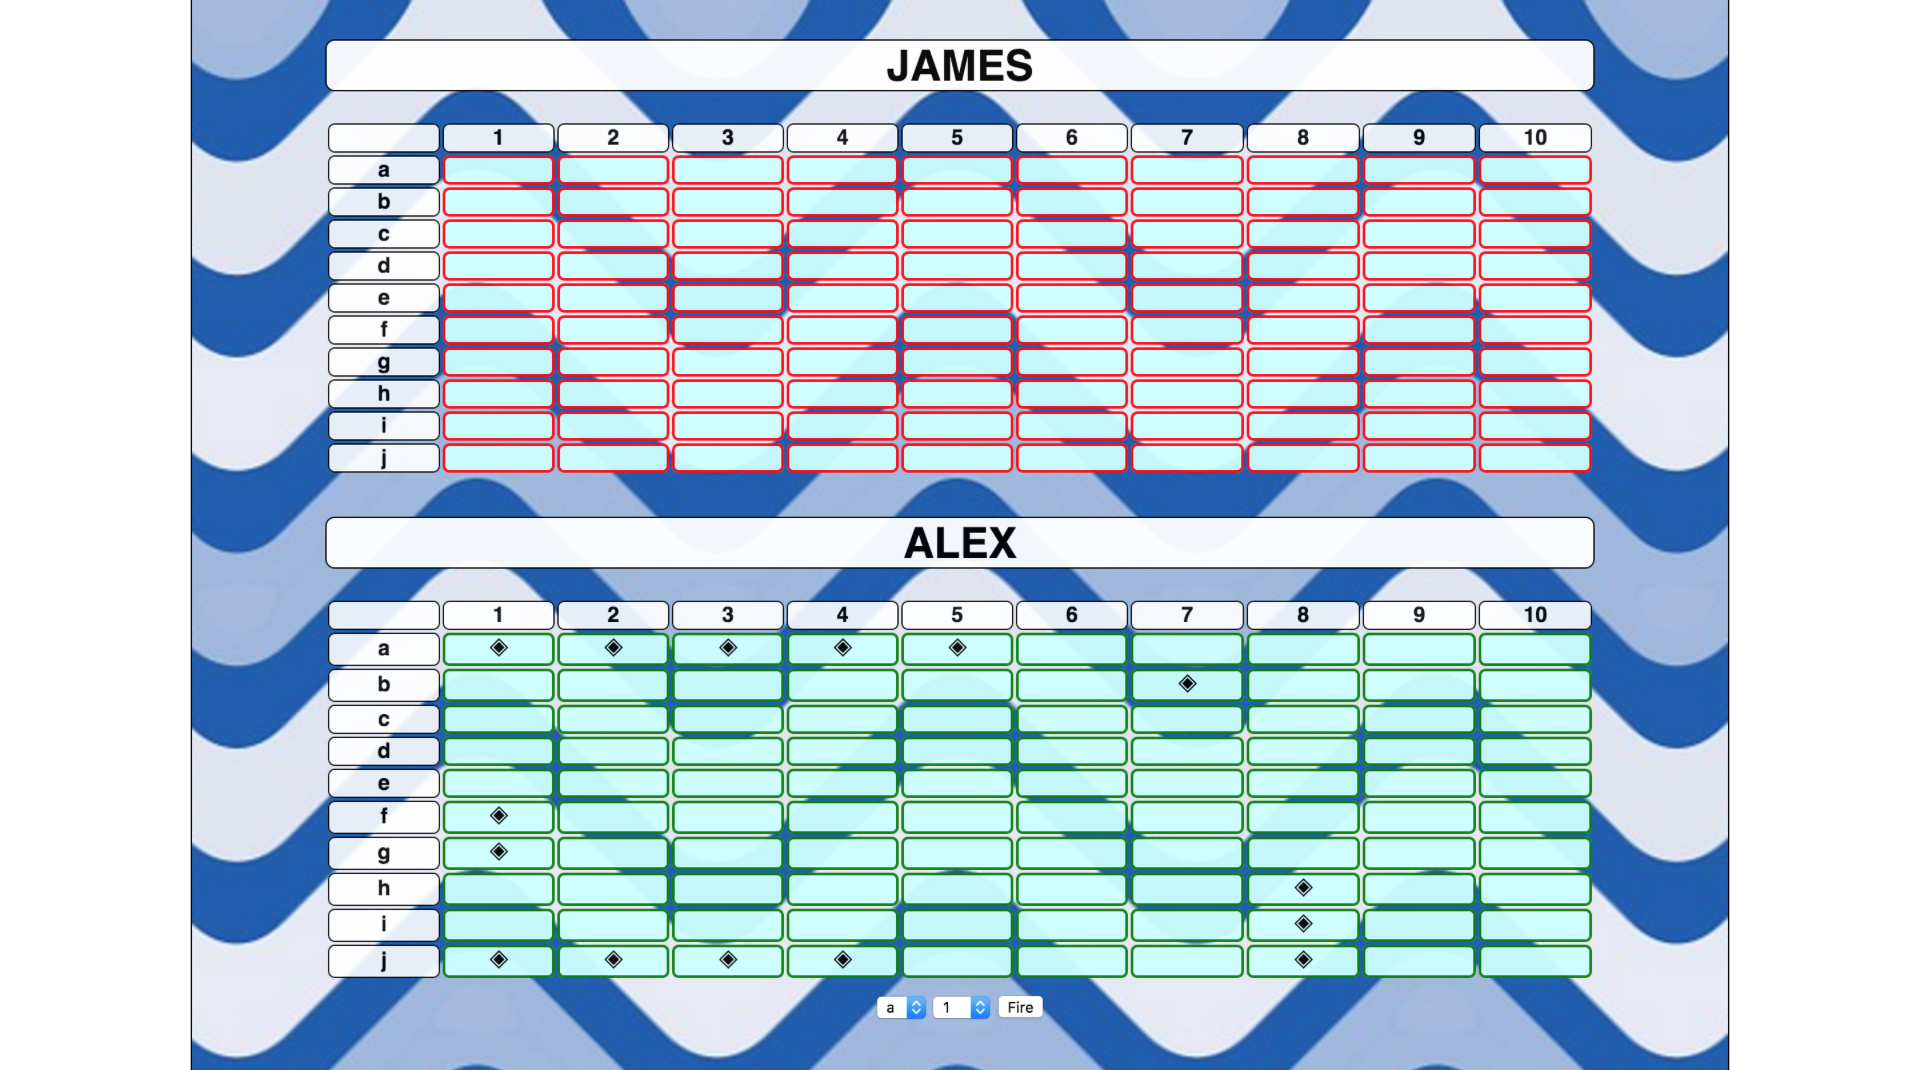 JAMES
1 2 3 4 5 6 7 8 9 10
a
b
c
d
e
f
g
h
i
j
ALEX
1 2 3 4 5 6 7 8 9 10
a ◈ ◈ ◈ ◈ ◈
b ◈
c
d
e
f ◈
g ◈
h ◈
i ◈
j ◈ ◈ ◈ ◈ ◈
a 1 Fire